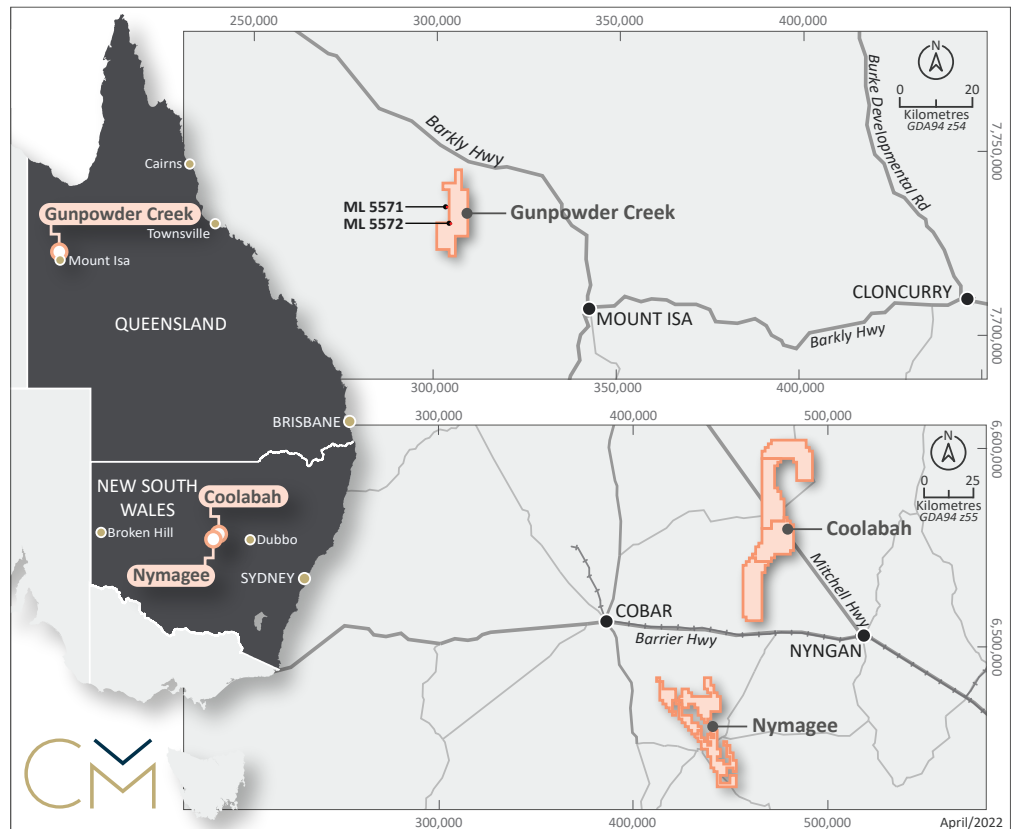 250,000
300,000
350,000
400,000
N
0 20
Kilometres
GDA94 z54
Burke Developmental Rd
7,750,000
7,700,000
Barkly Hwy
ML 5571
ML 5572
Gunpowder Creek
MOUNT ISA
CLONCURRY
Barkly Hwy
300,000
350,000
400,000
Cairns
Gunpowder Creek
Townsville
Mount Isa
QUEENSLAND
BRISBANE
NEW SOUTH
WALES
Coolabah
Broken Hill
Dubbo
Nymagee
SYDNEY
300,000
400,000
500,000
N
0 25
Kilometres
GDA94 z55
6,600,000
6,500,000
Coolabah
Mitchell Hwy
COBAR
Barrier Hwy
NYNGAN
Nymagee
300,000
400,000
500,000
CM
April/2022